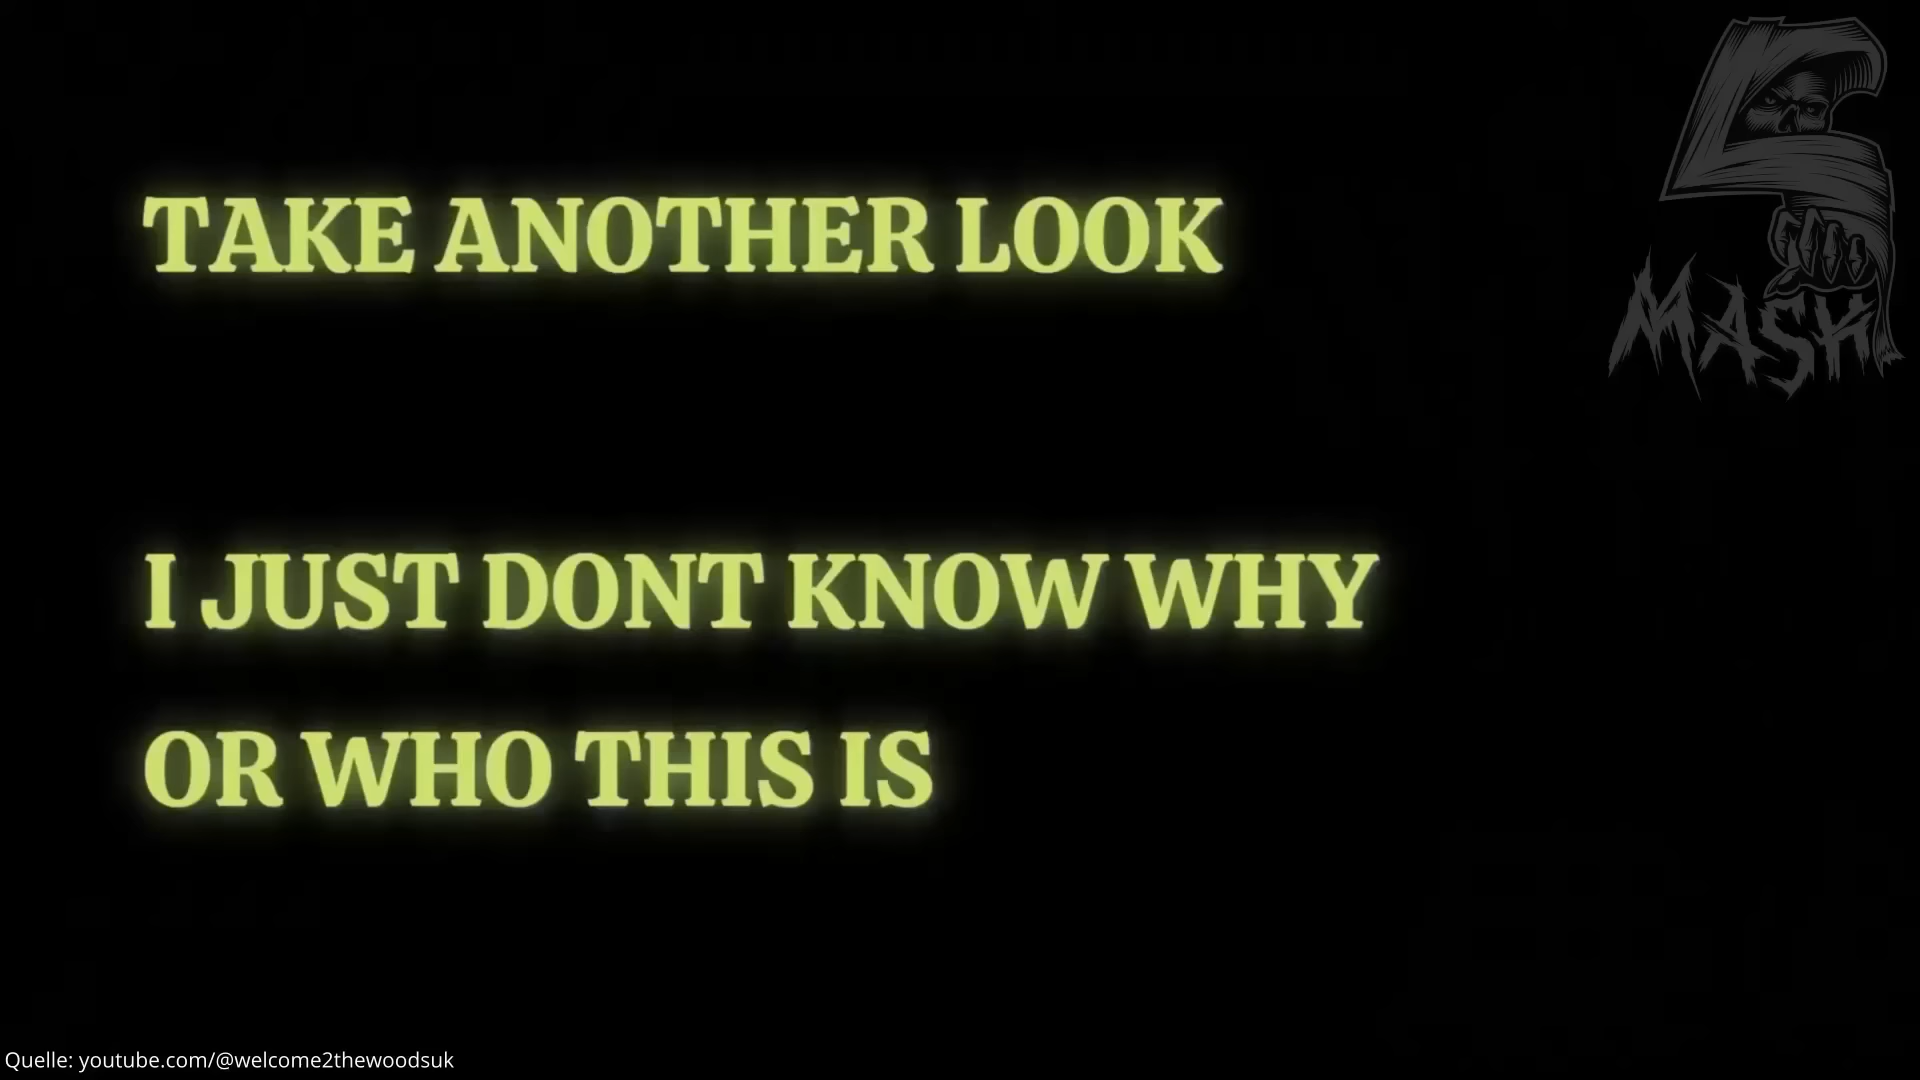 TAKE ANOTHER LOOK
I JUST DONT KNOW WHY
OR WHO THIS IS
MASK
Quelle: youtube.com/@welcome2thewoodsuk